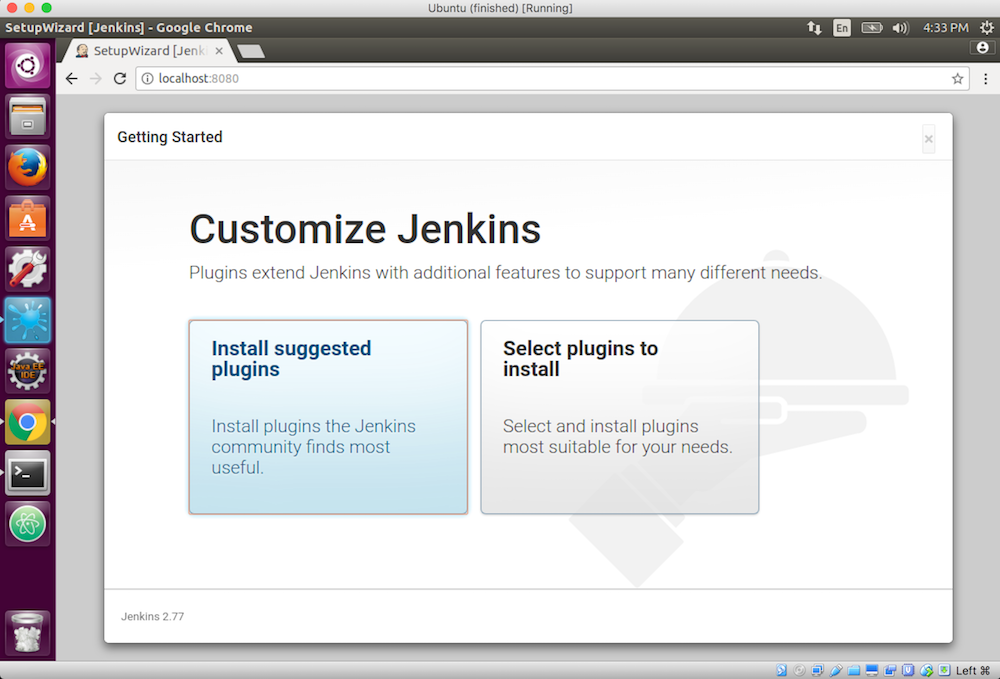 Ubuntu (finished) [Running]
SetupWizard [Jenkins] - Google Chrome
En
4:33 PM
SetupWizard [Jenk
localhost:8080
Getting Started
Customize Jenkins
Plugins extend Jenkins with additional features to support many different needs.
Install suggested
plugins
Install plugins the Jenkins
community finds most
useful.
Select plugins to
install
Select and install plugins
most suitable for your needs.
Java EE
IDE
Jenkins 2.77
Left ⌘